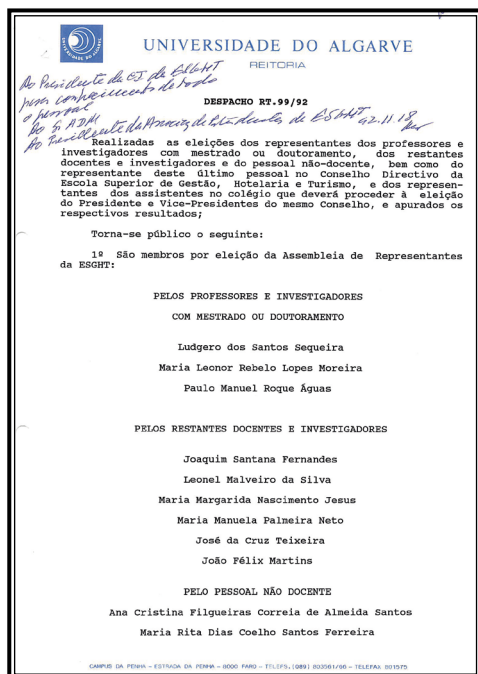 UNIVERSIDADE DO ALGARVE
REITORIA
Ao Presidente da CI da ESGHT
para conhecimento de todo
o pessoal
DESPACHO RT.99/92
Ao Presidente da Associação de Estudantes da ESGHT
92.11.18
Realizadas as eleições dos representantes dos professores e
investigadores com mestrado ou doutoramento, dos restantes
docentes e investigadores e do pessoal não-docente, bem como do
representante deste último pessoal no Conselho Directivo da
Escola Superior de Gestão, Hotelaria e Turismo, e dos represen-
tantes dos assistentes no colégio que deverá proceder à eleição
do Presidente e Vice-Presidentes do mesmo Conselho, e apurados os
respectivos resultados;
Torna-se público o seguinte:
1º São membros por eleição da Assembleia de Representantes
da ESGHT:
PELOS PROFESSORES E INVESTIGADORES
COM MESTRADO OU DOUTORAMENTO
Ludgero dos Santos Sequeira
Maria Leonor Rebelo Lopes Moreira
Paulo Manuel Roque Águas
PELOS RESTANTES DOCENTES E INVESTIGADORES
Joaquim Santana Fernandes
Leonel Malveiro da Silva
Maria Margarida Nascimento Jesus
Maria Manuela Palmeira Neto
José da Cruz Teixeira
João Félix Martins
PELO PESSOAL NÃO DOCENTE
Ana Cristina Filgueiras Correia de Almeida Santos
Maria Rita Dias Coelho Santos Ferreira
CAMPUS DA PENHA – ESTRADA DA PENHA – 8000 FARO – TELEFS. (089) 803561/66 – TELEFAX 801575